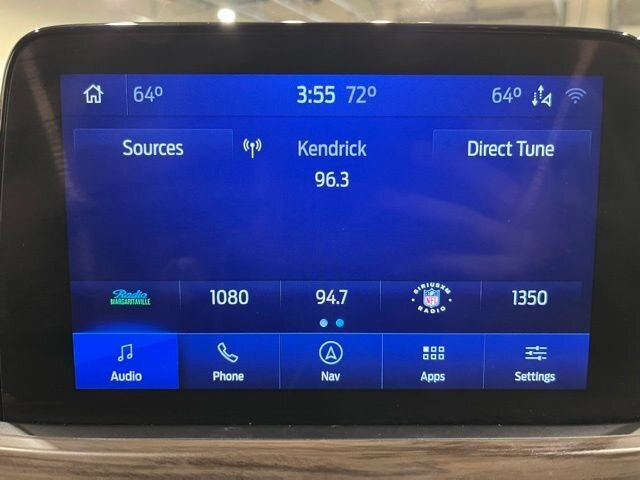 64° 3:55 72° 64°
Sources Kendrick Direct Tune
96.3
Radio MARGARITAVILLE 1080 94.7 SIRIUSXM NFL RADIO 1350
Audio Phone Nav Apps Settings